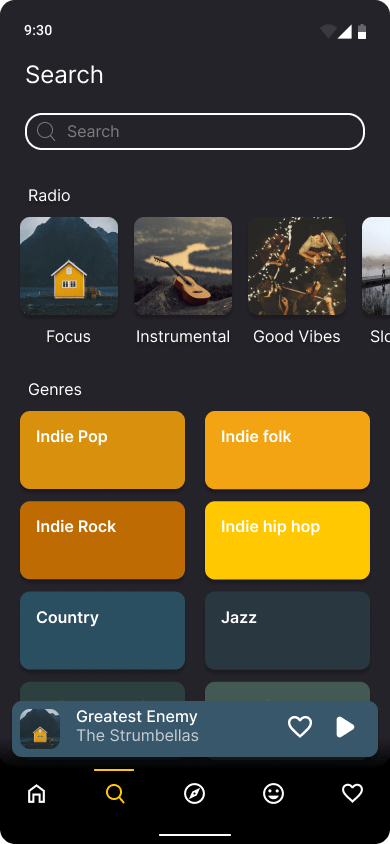 9:30
Search
Search
Radio
Focus
Instrumental
Good Vibes
Genres
Indie Pop
Indie folk
Indie Rock
Indie hip hop
Country
Jazz
Greatest Enemy
The Strumbellas